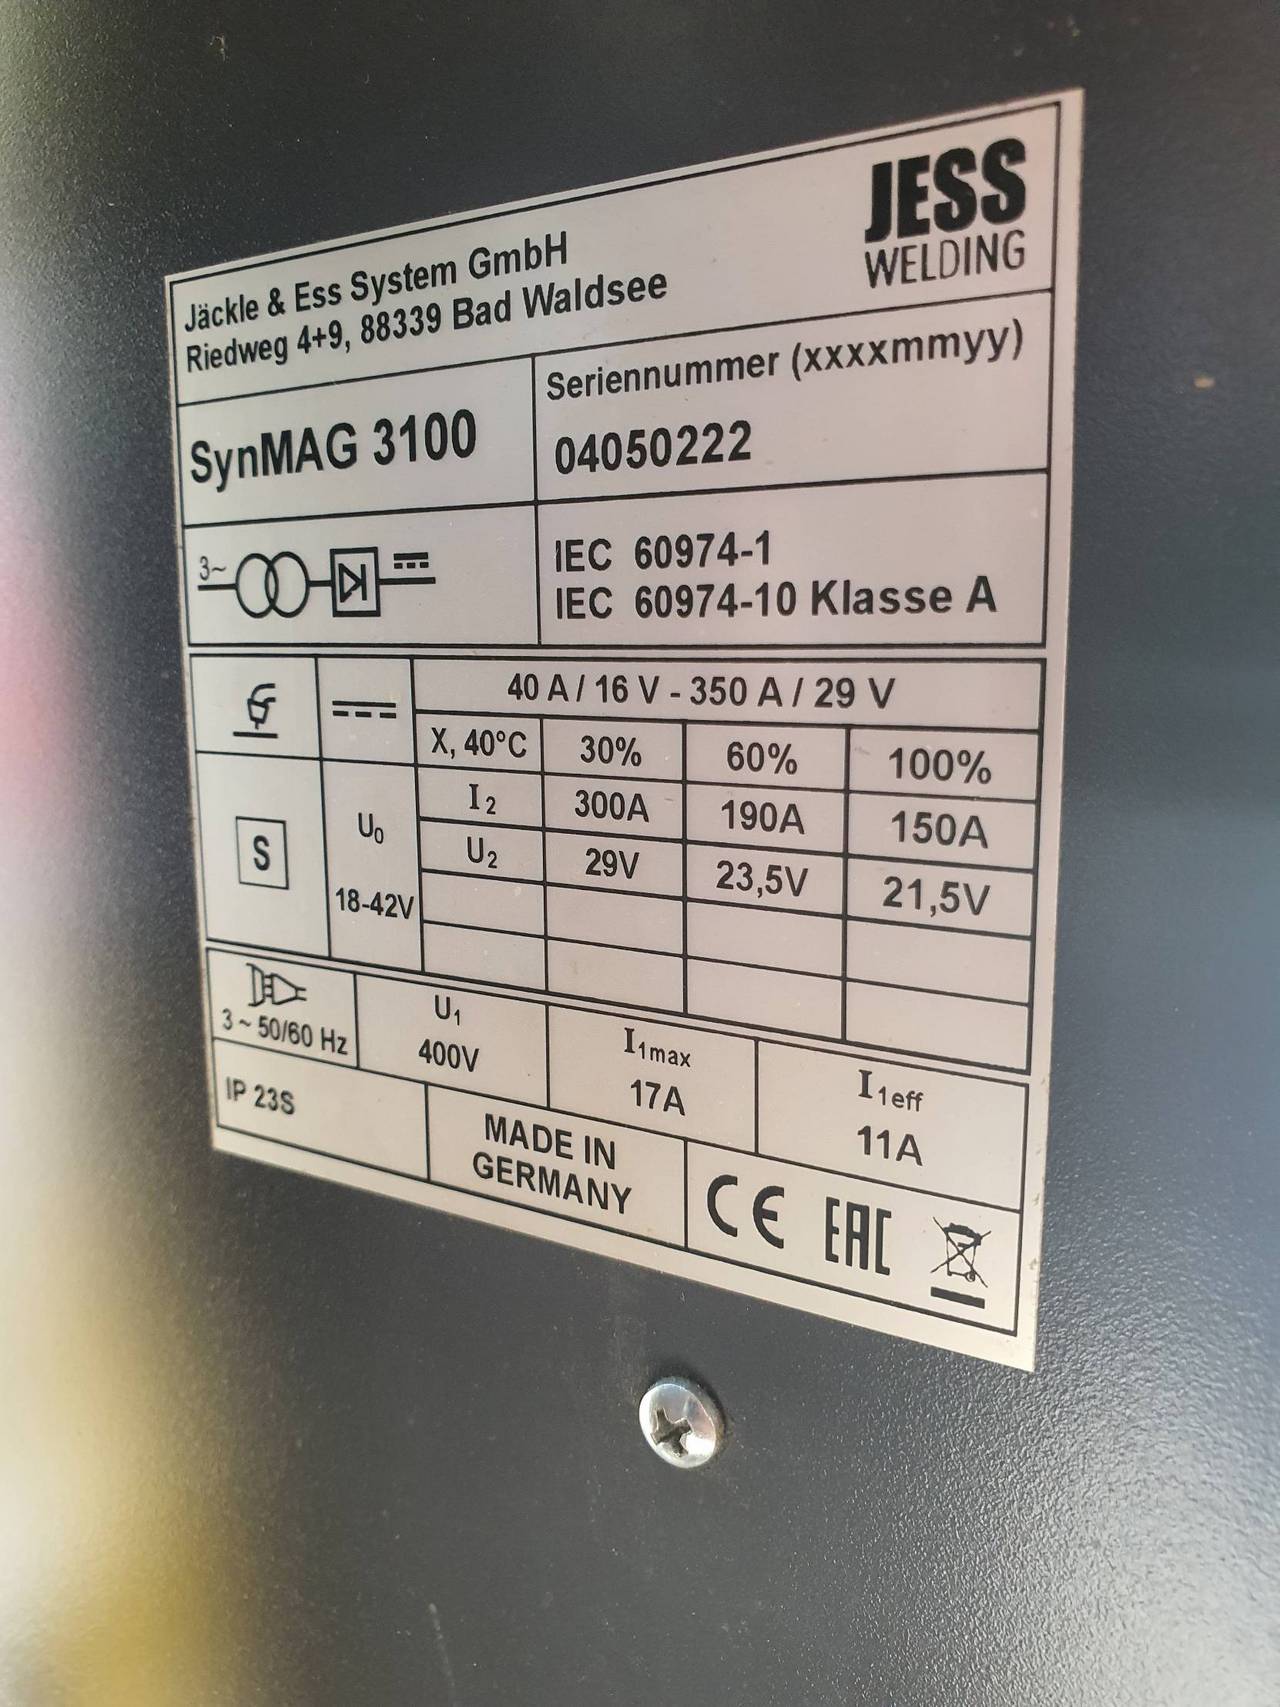 JESS
WELDING
Jäckle & Ess System GmbH
Riedweg 4+9, 88339 Bad Waldsee
SynMAG 3100
Seriennummer (xxxxmmyy)
04050222
3~
IEC 60974-1
IEC 60974-10 Klasse A
40 A / 16 V - 350 A / 29 V
X, 40°C 30% 60% 100%
I2 300A 190A 150A
U2 29V 23,5V 21,5V
S
U0
18-42V
3 ~ 50/60 Hz
U1
400V
I1max
17A
I1eff
11A
IP 23S
MADE IN
GERMANY
CE EAC